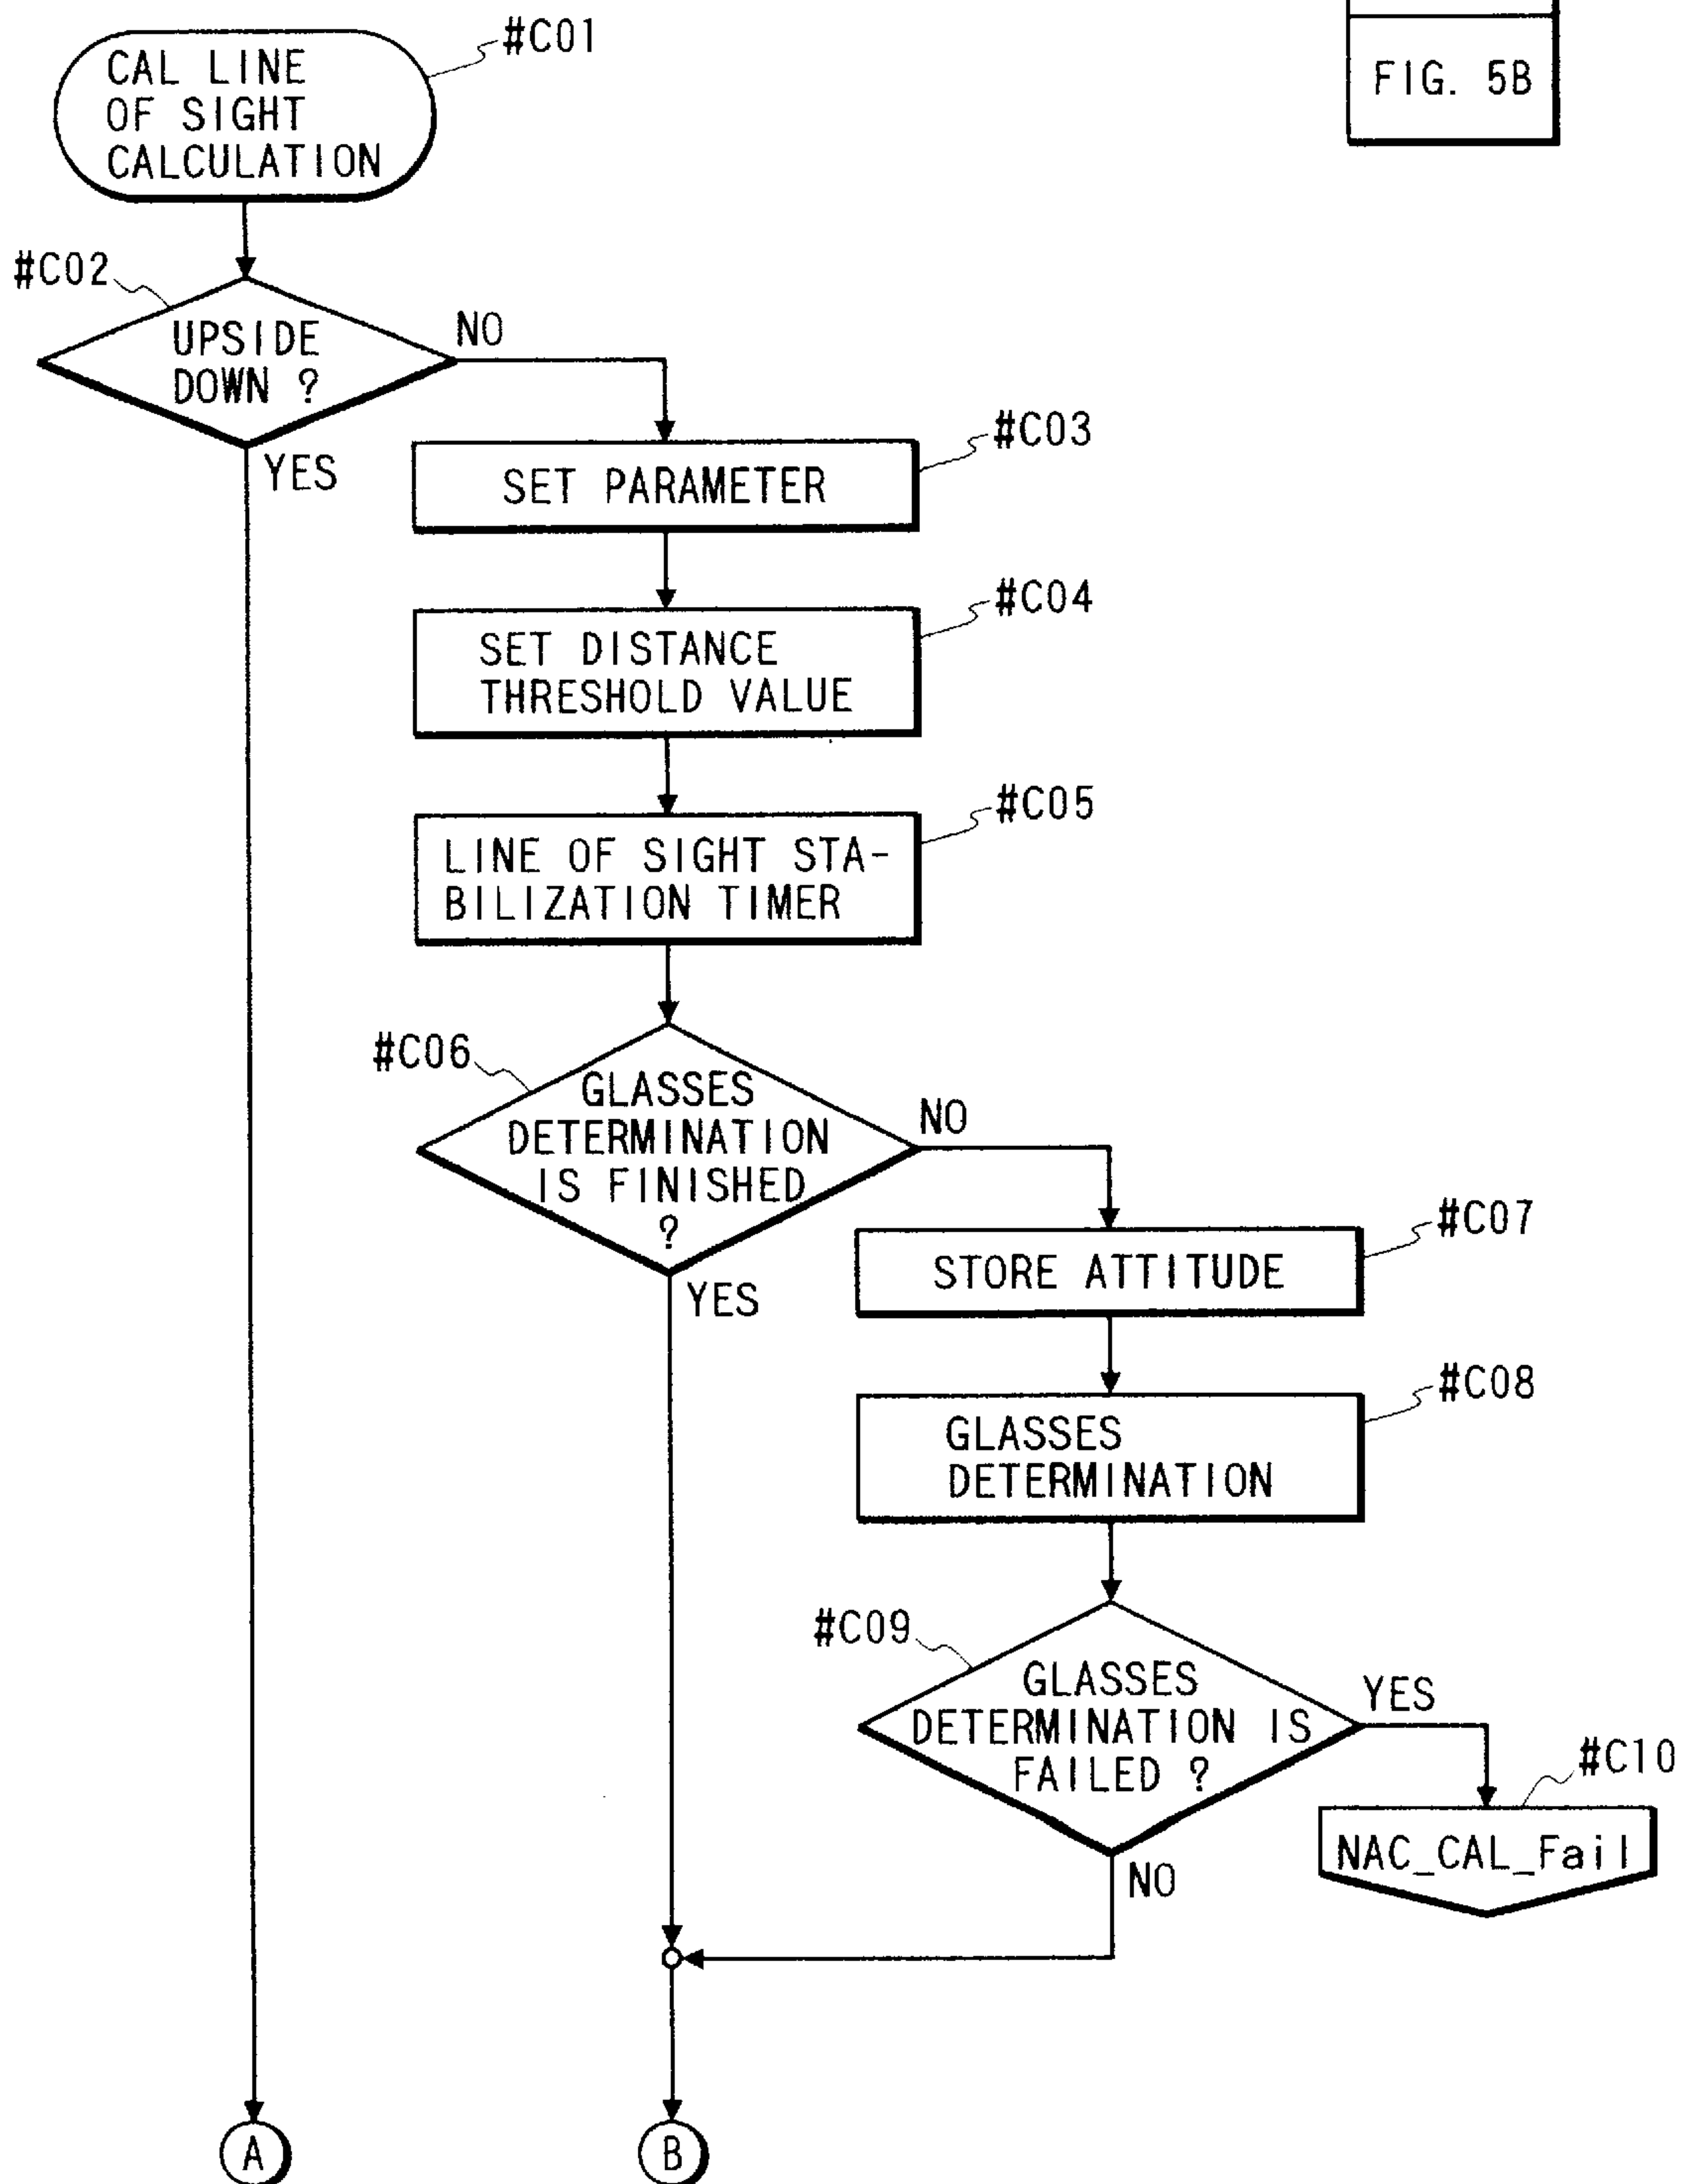 FIG. 5B
#C01
CAL LINE
OF SIGHT
CALCULATION
#C02
UPSIDE
DOWN ?
NO
YES
#C03
SET PARAMETER
#C04
SET DISTANCE
THRESHOLD VALUE
#C05
LINE OF SIGHT STA-
BILIZATION TIMER
#C06
GLASSES
DETERMINATION
IS FINISHED
?
NO
YES
#C07
STORE ATTITUDE
#C08
GLASSES
DETERMINATION
#C09
GLASSES
DETERMINATION IS
FAILED ?
YES
NO
#C10
NAC_CAL_Fail
A
B